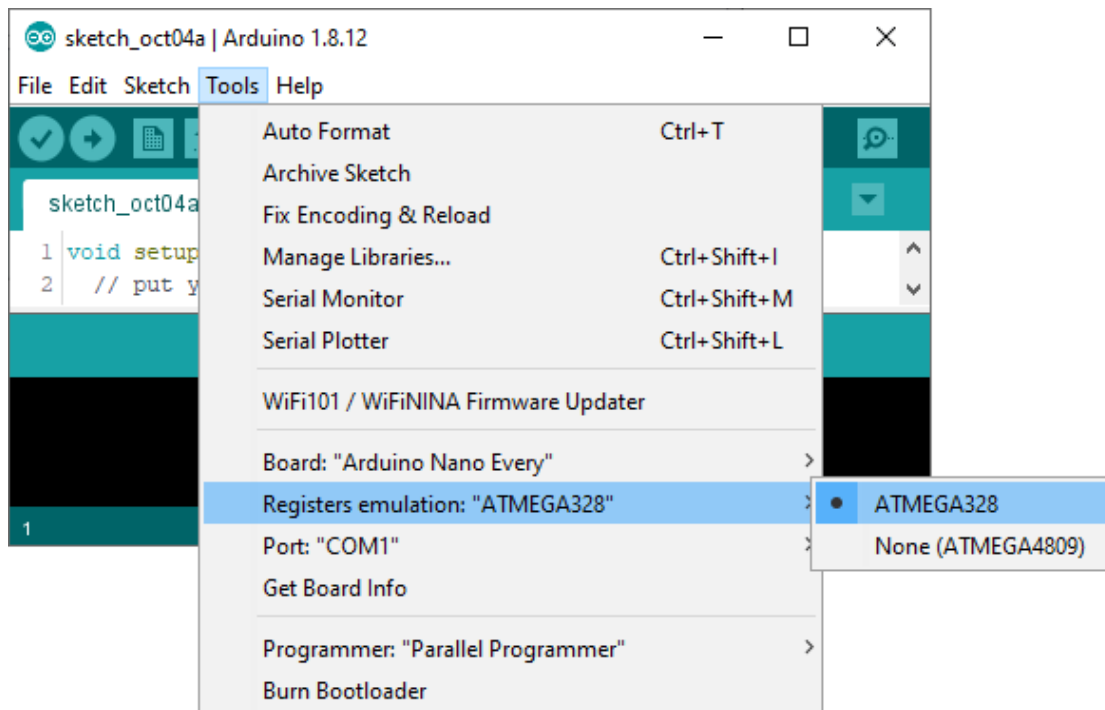 sketch_oct04a | Arduino 1.8.12
File Edit Sketch Tools Help
sketch_oct04a
1 void setup
2 // put y
Auto Format Ctrl+T
Archive Sketch
Fix Encoding & Reload
Manage Libraries... Ctrl+Shift+I
Serial Monitor Ctrl+Shift+M
Serial Plotter Ctrl+Shift+L
WiFi101 / WiFiNINA Firmware Updater
Board: "Arduino Nano Every"
Registers emulation: "ATMEGA328"
Port: "COM1"
Get Board Info
Programmer: "Parallel Programmer"
Burn Bootloader
ATMEGA328
None (ATMEGA4809)
1